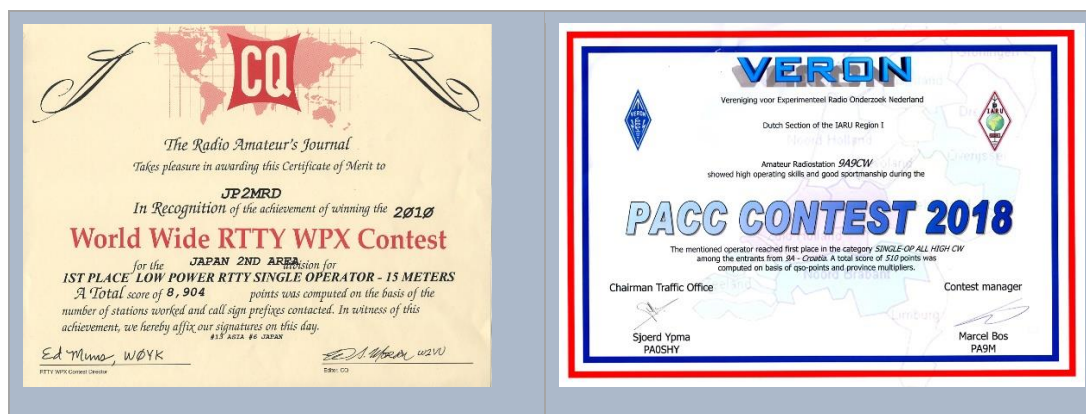 CQ
The Radio Amateur's Journal
Takes pleasure in awarding this Certificate of Merit to
JP2MRD
In Recognition of the achievement of winning the 2010
World Wide RTTY WPX Contest
for the JAPAN 2ND AREA division for
1ST PLACE LOW POWER RTTY SINGLE OPERATOR - 15 METERS
A Total score of 8,904 points was computed on the basis of the
number of stations worked and call sign prefixes contacted. In witness of this
achievement, we hereby affix our signatures on this day.
#13 ASIA #6 JAPAN
Ed Muns, W0YK
W2VU
RTTY WPX Contest Director
Editor, CQ
VERON
Vereniging voor Experimenteel Radio Onderzoek Nederland
VERON
IARU
Dutch Section of the IARU Region I
Amateur Radiostation 9A9CW
showed high operating skills and good sportmanship during the
PACC CONTEST 2018
The mentioned operator reached first place in the category SINGLE-OP ALL HIGH CW
among the entrants from 9A - Croatia. A total score of 510 points was
computed on basis of qso-points and province multipliers.
Noord Brabant
Limburg
Chairman Traffic Office
Contest manager
Sjoerd Ypma
PA0SHY
Marcel Bos
PA9M